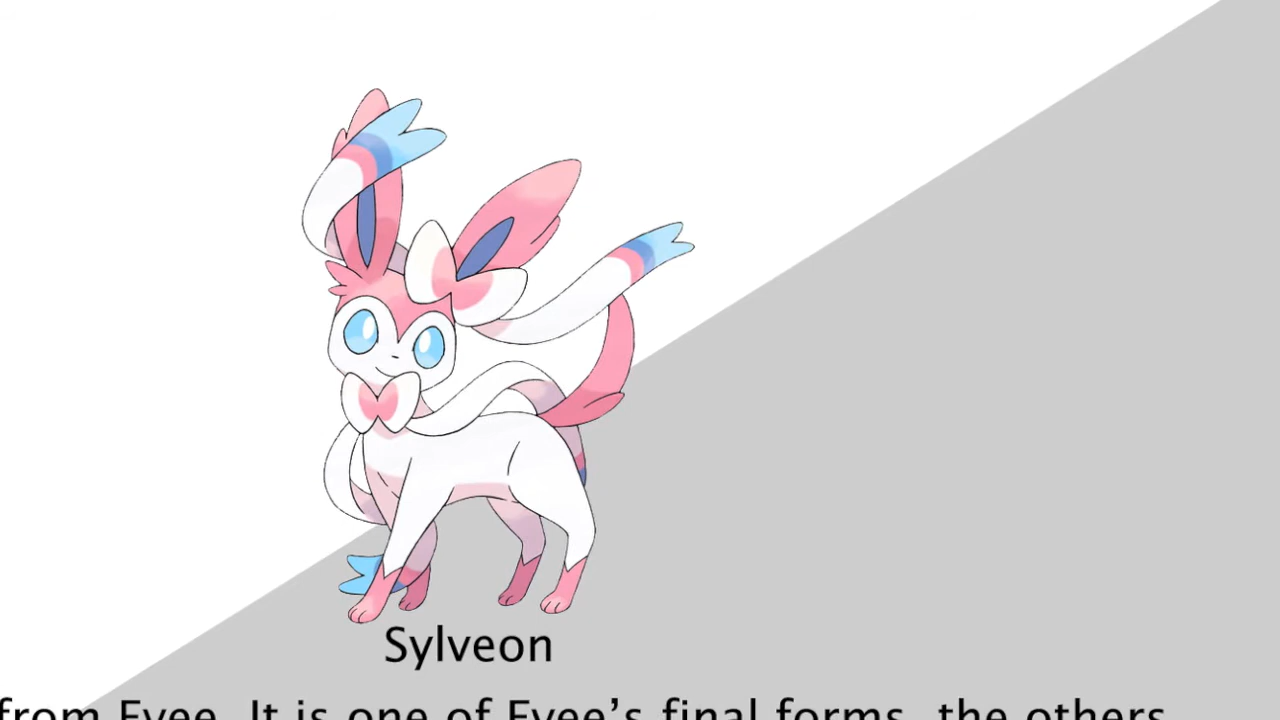 Sylveon
from Evee. It is one of Evee’s final forms, the others